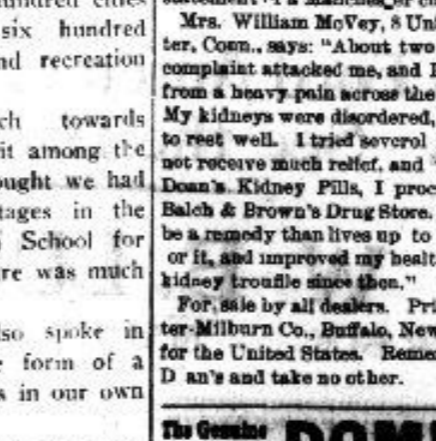 hundred cities
six hundred
nd recreation
ch towards
it among the
ought we had
tages in the
School for
re was much
lso spoke in
form of a
s in our own
Mrs. William McVey, 8 Uni
ter, Conn., says: "About two
complaint attacked me, and I
from a heavy pain across the
My kidneys were disordered,
to rest well. I tried several
not receive much relief, and
Doan's Kidney Pills, I proc
Balch & Brown's Drug Store.
be a remedy than lives up to
or it, and improved my healt
kidney trouflle since then."
For sale by all dealers. Pri
ter-Milburn Co., Buffalo, New
for the United States. Reme
D an's and take no other.
The Genuine DOM